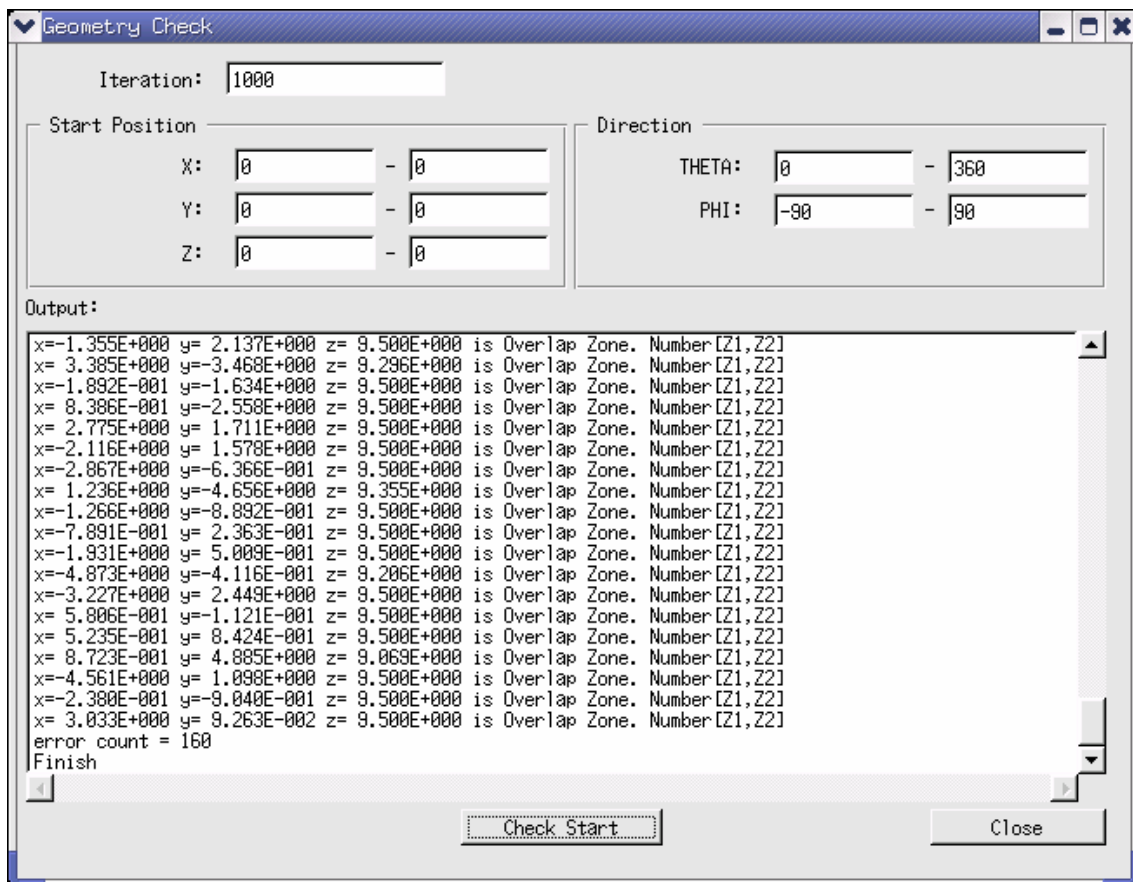 Geometry Check
Iteration: 1000
Start Position
X: 0 - 0
Y: 0 - 0
Z: 0 - 0
Direction
THETA: 0 - 360
PHI: -90 - 90
Output:
x=-1.355E+000 y= 2.137E+000 z= 9.500E+000 is Overlap Zone. Number[Z1,Z2]
x= 3.385E+000 y=-3.468E+000 z= 9.296E+000 is Overlap Zone. Number[Z1,Z2]
x=-1.892E-001 y=-1.634E+000 z= 9.500E+000 is Overlap Zone. Number[Z1,Z2]
x= 8.386E-001 y=-2.558E+000 z= 9.500E+000 is Overlap Zone. Number[Z1,Z2]
x= 2.775E+000 y= 1.711E+000 z= 9.500E+000 is Overlap Zone. Number[Z1,Z2]
x=-2.116E+000 y= 1.578E+000 z= 9.500E+000 is Overlap Zone. Number[Z1,Z2]
x=-2.867E+000 y=-6.366E-001 z= 9.500E+000 is Overlap Zone. Number[Z1,Z2]
x= 1.236E+000 y=-4.656E+000 z= 9.355E+000 is Overlap Zone. Number[Z1,Z2]
x=-1.266E+000 y=-8.892E-001 z= 9.500E+000 is Overlap Zone. Number[Z1,Z2]
x=-7.891E-001 y= 2.363E-001 z= 9.500E+000 is Overlap Zone. Number[Z1,Z2]
x=-1.931E+000 y= 5.009E-001 z= 9.500E+000 is Overlap Zone. Number[Z1,Z2]
x=-4.873E+000 y=-4.116E-001 z= 9.206E+000 is Overlap Zone. Number[Z1,Z2]
x=-3.227E+000 y= 2.449E+000 z= 9.500E+000 is Overlap Zone. Number[Z1,Z2]
x= 5.806E-001 y=-1.121E-001 z= 9.500E+000 is Overlap Zone. Number[Z1,Z2]
x= 5.235E-001 y= 8.424E-001 z= 9.500E+000 is Overlap Zone. Number[Z1,Z2]
x= 8.723E-001 y= 4.885E+000 z= 9.069E+000 is Overlap Zone. Number[Z1,Z2]
x=-4.561E+000 y= 1.098E+000 z= 9.500E+000 is Overlap Zone. Number[Z1,Z2]
x=-2.380E-001 y=-9.040E-001 z= 9.500E+000 is Overlap Zone. Number[Z1,Z2]
x= 3.033E+000 y= 9.263E-002 z= 9.500E+000 is Overlap Zone. Number[Z1,Z2]
error count = 160
Finish
Check Start
Close